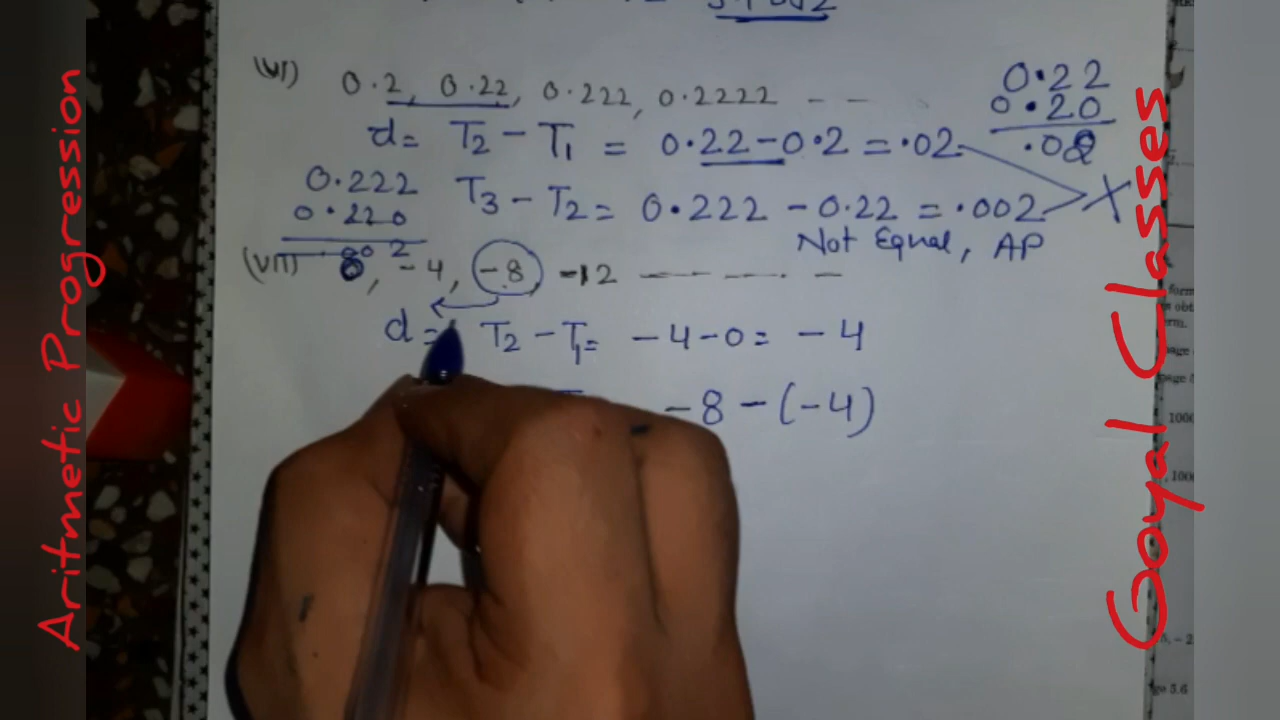 Aritmetic Progression
(VI) 0.2, 0.22, 0.222, 0.2222 - -
d = T2 - T1 = 0.22 - 0.2 = .02
0.22
0.20
.02
T3 - T2 = 0.222 - 0.22 = .002
0.222
0.220
Not Equal, AP
(VII) 0, -4, -8, -12
d = T2 - T1 = -4 - 0 = -4
-8 - (-4)
Goyal Classes